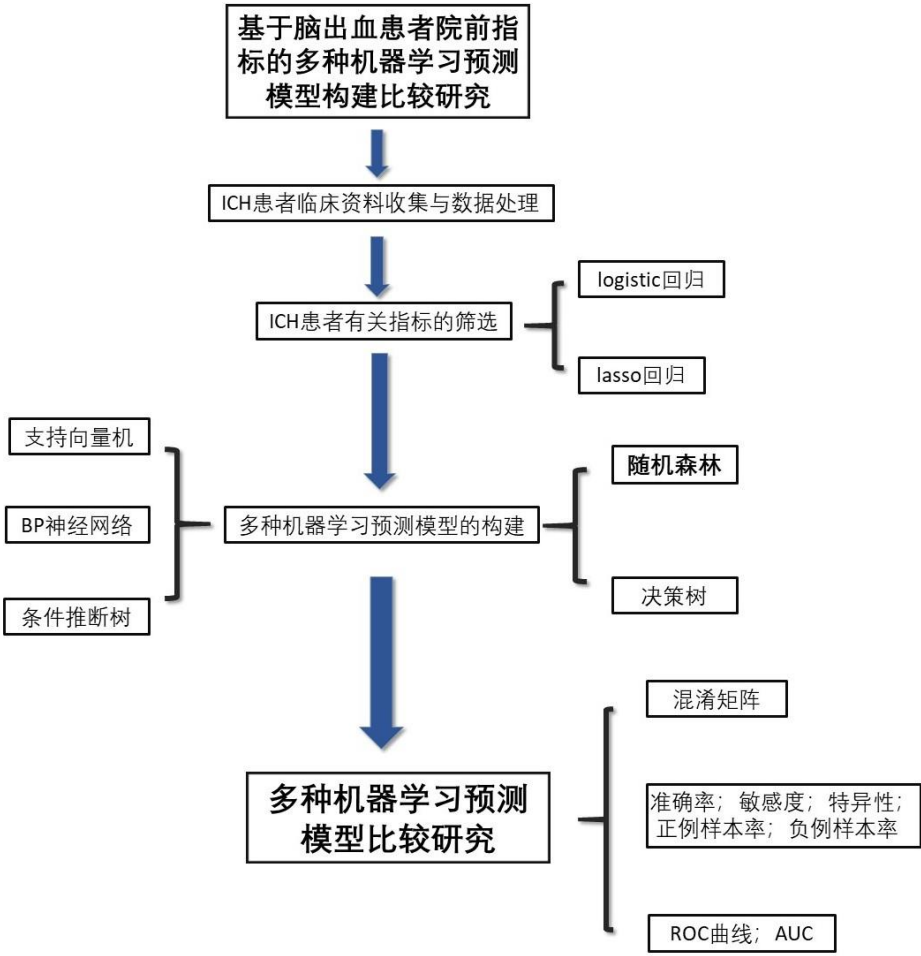 基于脑出血患者院前指
标的多种机器学习预测
模型构建比较研究
ICH患者临床资料收集与数据处理
logistic回归
ICH患者有关指标的筛选
lasso回归
支持向量机
随机森林
BP神经网络
多种机器学习预测模型的构建
条件推断树
决策树
混淆矩阵
多种机器学习预测
模型比较研究
准确率；敏感度；特异性；
正例样本率；负例样本率
ROC曲线；AUC